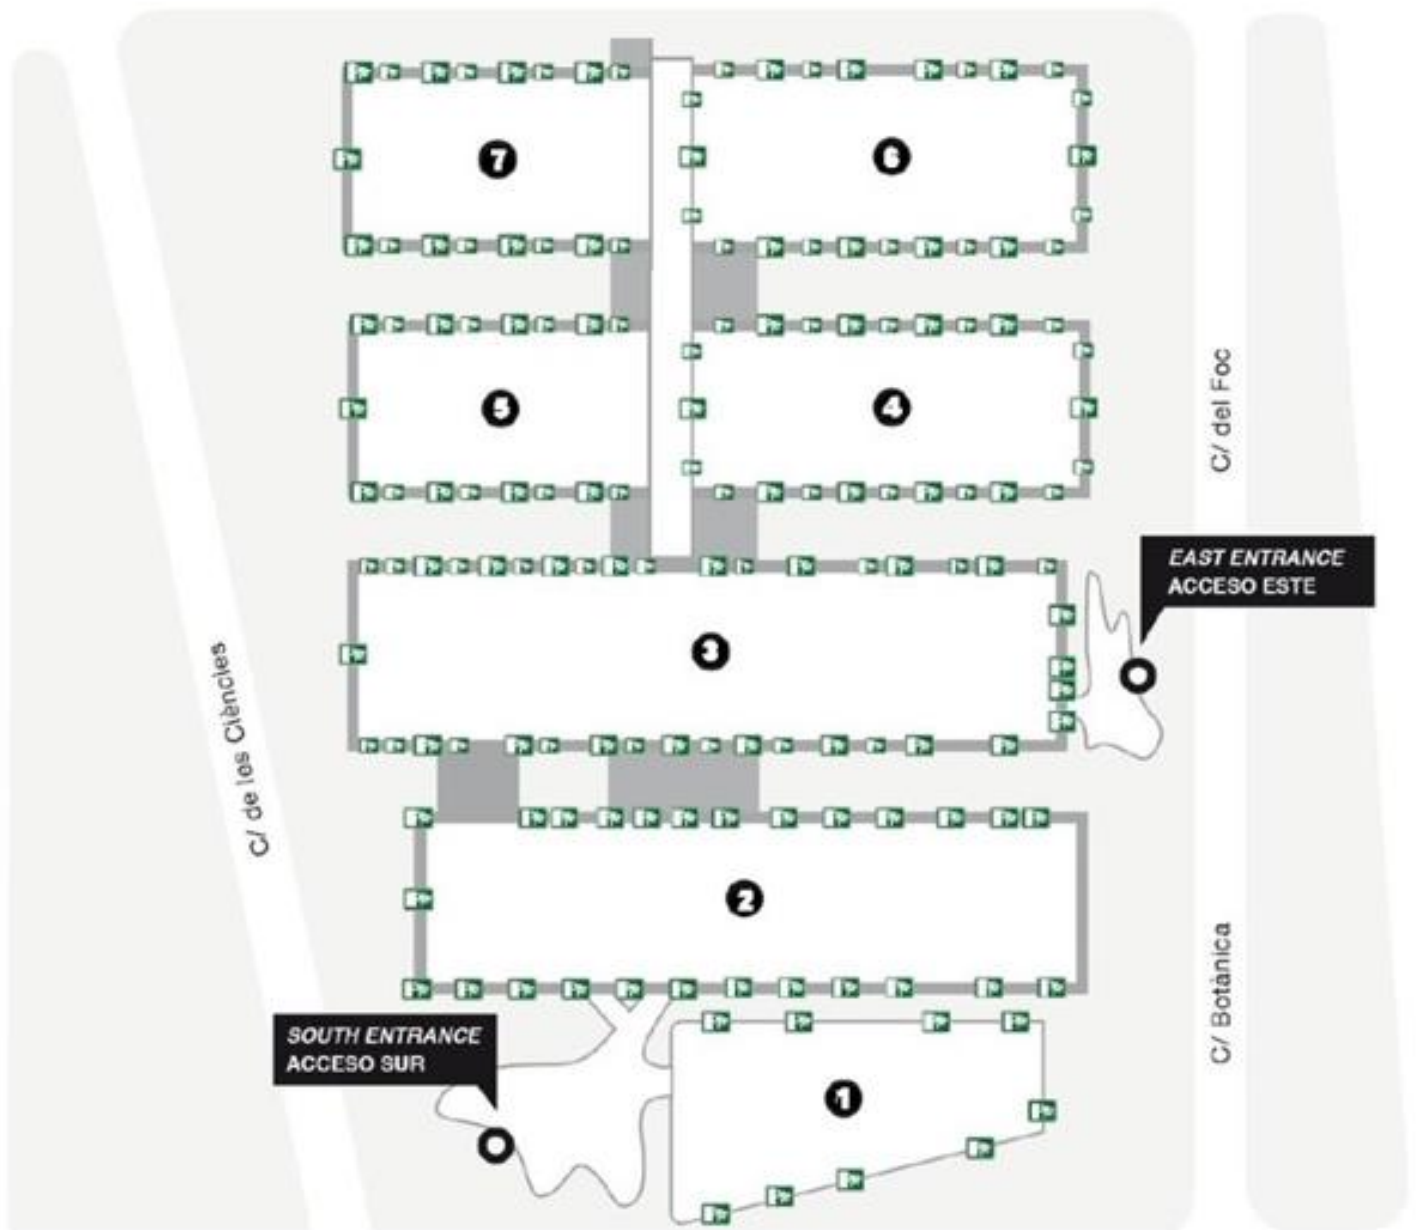 7
6
5
4
C/ del Foc
EAST ENTRANCE
ACCESO ESTE
3
C/ de les Ciències
2
C/ Botànica
SOUTH ENTRANCE
ACCESO SUR
1